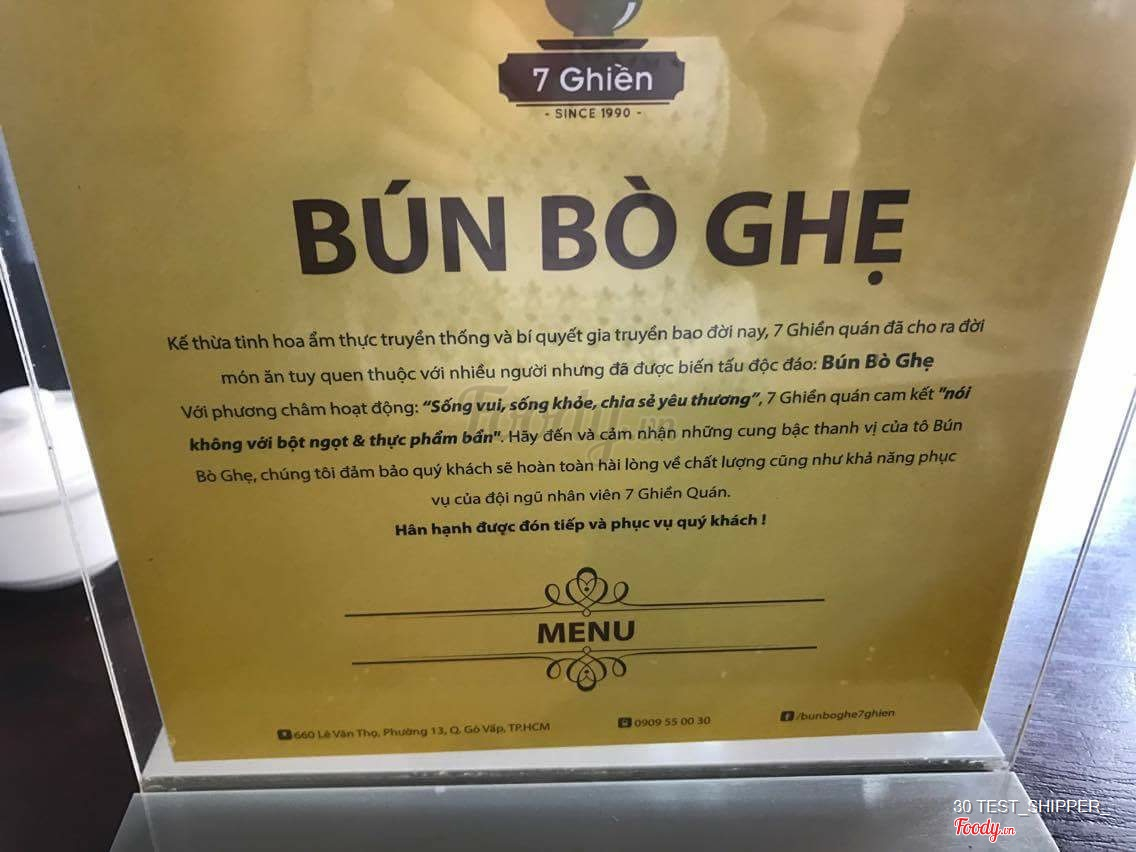 7 Ghiền
- SINCE 1990 -
BÚN BÒ GHẸ
Kế thừa tinh hoa ẩm thực truyền thống và bí quyết gia truyền bao đời nay, 7 Ghiền quán đã cho ra đời
món ăn tuy quen thuộc với nhiều người nhưng đã được biến tấu độc đáo: Bún Bò Ghẹ
Với phương châm hoạt động: “Sống vui, sống khỏe, chia sẻ yêu thương”, 7 Ghiền quán cam kết "nói
không với bột ngọt & thực phẩm bẩn". Hãy đến và cảm nhận những cung bậc thanh vị của tô Bún
Bò Ghẹ, chúng tôi đảm bảo quý khách sẽ hoàn toàn hài lòng về chất lượng cũng như khả năng phục
vụ của đội ngũ nhân viên 7 Ghiền Quán.
Hân hạnh được đón tiếp và phục vụ quý khách !
Foody.vn
MENU
660 Lê Văn Thọ, Phường 13, Q. Gò Vấp, TP.HCM
0909 55 00 30
/bunboghe7ghien
30 TEST_SHIPPER_
Foody.vn